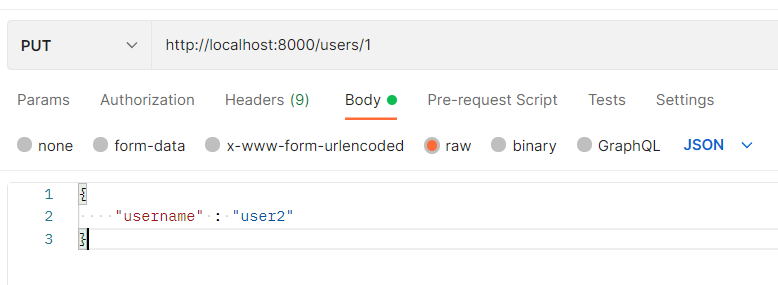 PUT http://localhost:8000/users/1
Params Authorization Headers (9) Body Pre-request Script Tests Settings
none form-data x-www-form-urlencoded raw binary GraphQL JSON
1 {
2 "username" : "user2"
3 }